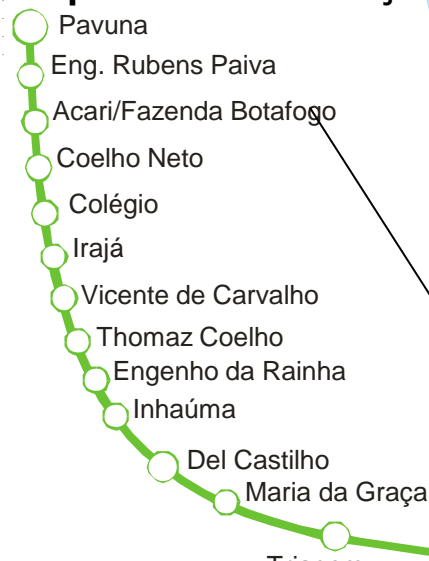 Pavuna
Eng. Rubens Paiva
Acari/Fazenda Botafogo
Coelho Neto
Colégio
Irajá
Vicente de Carvalho
Thomaz Coelho
Engenho da Rainha
Inhaúma
Del Castilho
Maria da Graça